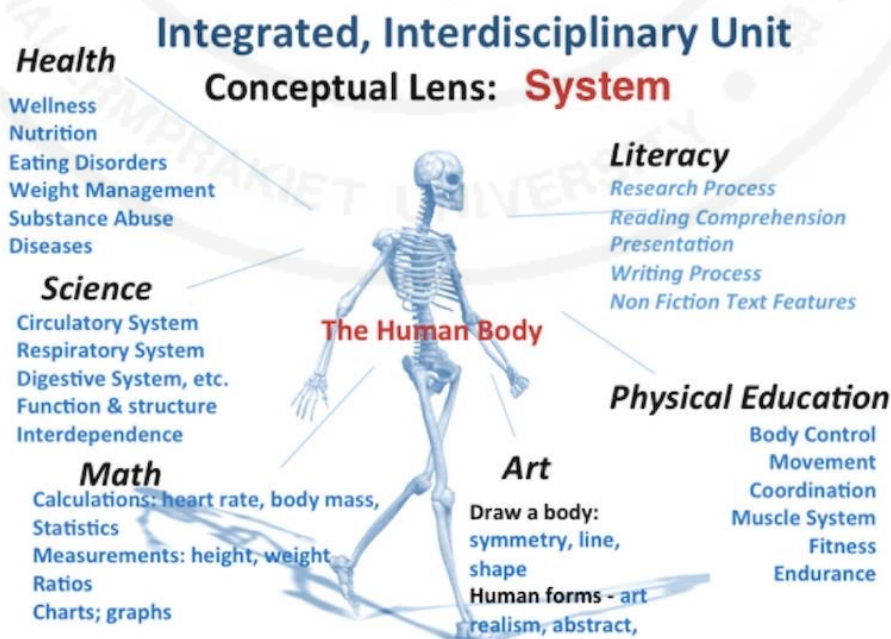 Integrated, Interdisciplinary Unit
Conceptual Lens: System
Health
Wellness
Nutrition
Eating Disorders
Weight Management
Substance Abuse
Diseases
Science
Circulatory System
Respiratory System
Digestive System, etc.
Function & structure
Interdependence
Math
Calculations: heart rate, body mass,
Statistics
Measurements: height, weight
Ratios
Charts; graphs
The Human Body
Literacy
Research Process
Reading Comprehension
Presentation
Writing Process
Non Fiction Text Features
Physical Education
Body Control
Movement
Coordination
Muscle System
Fitness
Endurance
Art
Draw a body:
symmetry, line,
shape
Human forms - art
realism, abstract,
UNIVERSITY